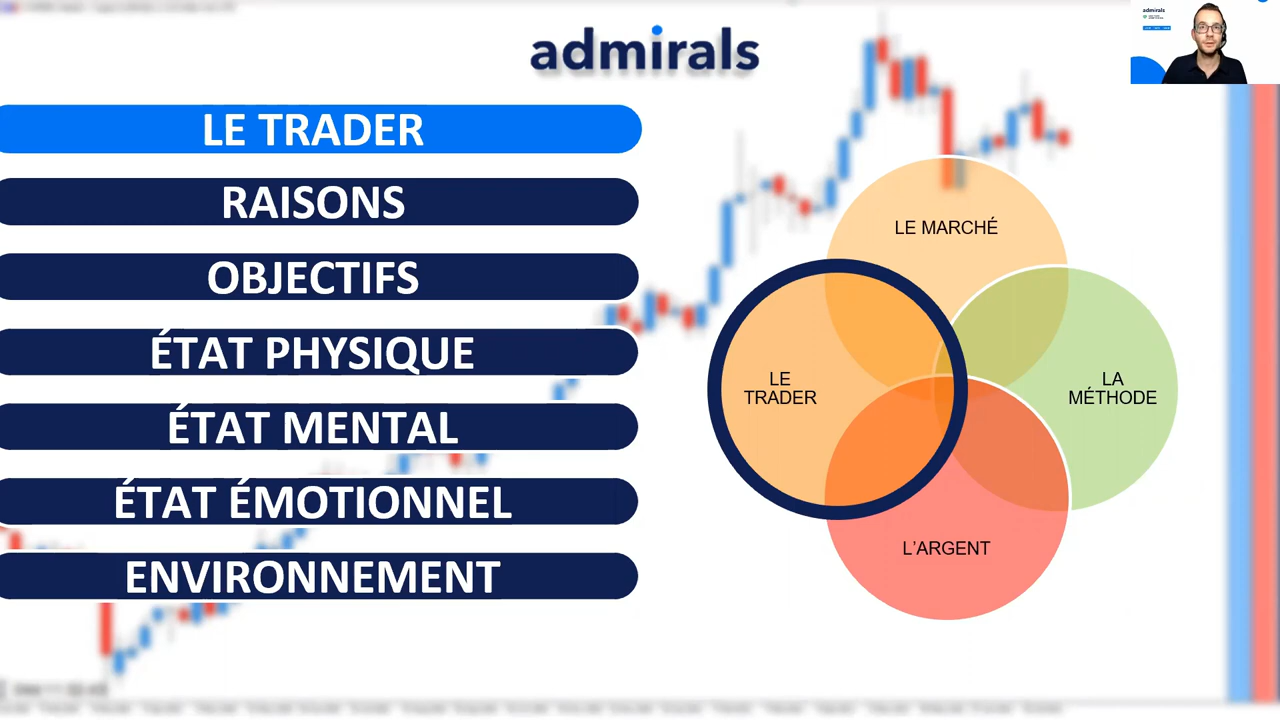 admirals
admirals
LE TRADER
RAISONS
OBJECTIFS
ÉTAT PHYSIQUE
ÉTAT MENTAL
ÉTAT ÉMOTIONNEL
ENVIRONNEMENT
LE MARCHÉ
LE
TRADER
LA
MÉTHODE
L'ARGENT